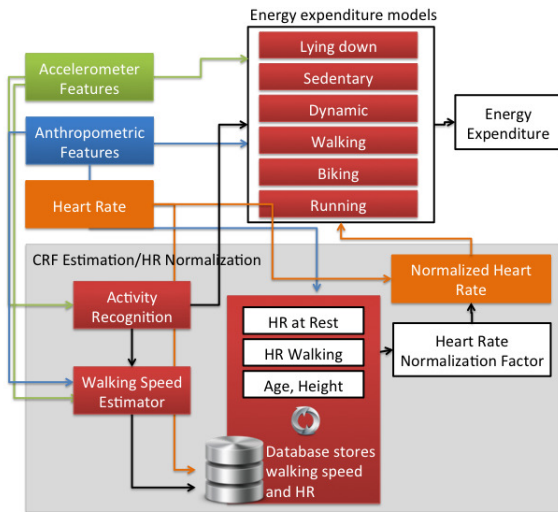 Energy expenditure models
Lying down
Sedentary
Dynamic
Walking
Biking
Running
Accelerometer
Features
Anthropometric
Features
Heart Rate
Energy
Expenditure
CRF Estimation/HR Normalization
Activity
Recognition
Walking Speed
Estimator
HR at Rest
HR Walking
Age, Height
Database stores
walking speed
and HR
Normalized Heart
Rate
Heart Rate
Normalization Factor